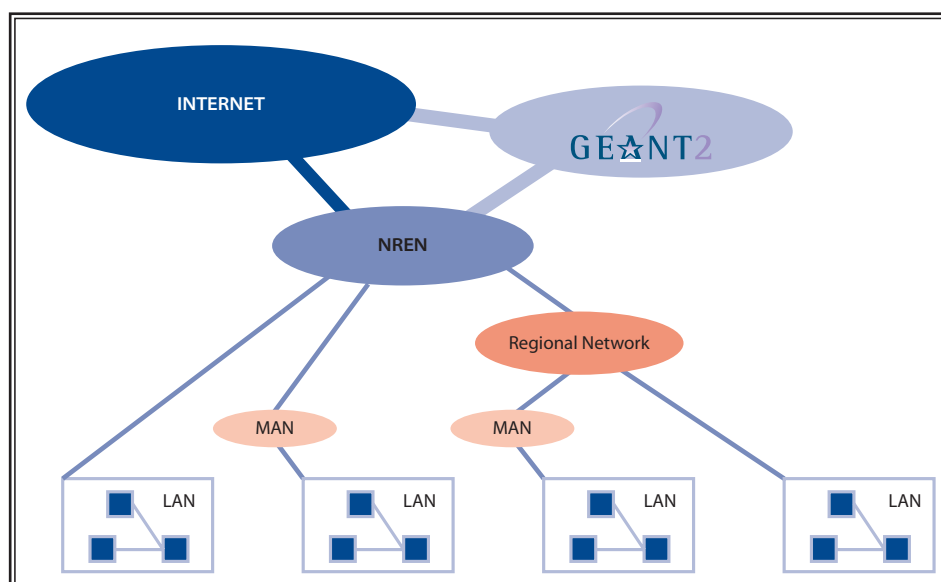 INTERNET
GEANT2
NREN
Regional Network
MAN
MAN
LAN
LAN
LAN
LAN